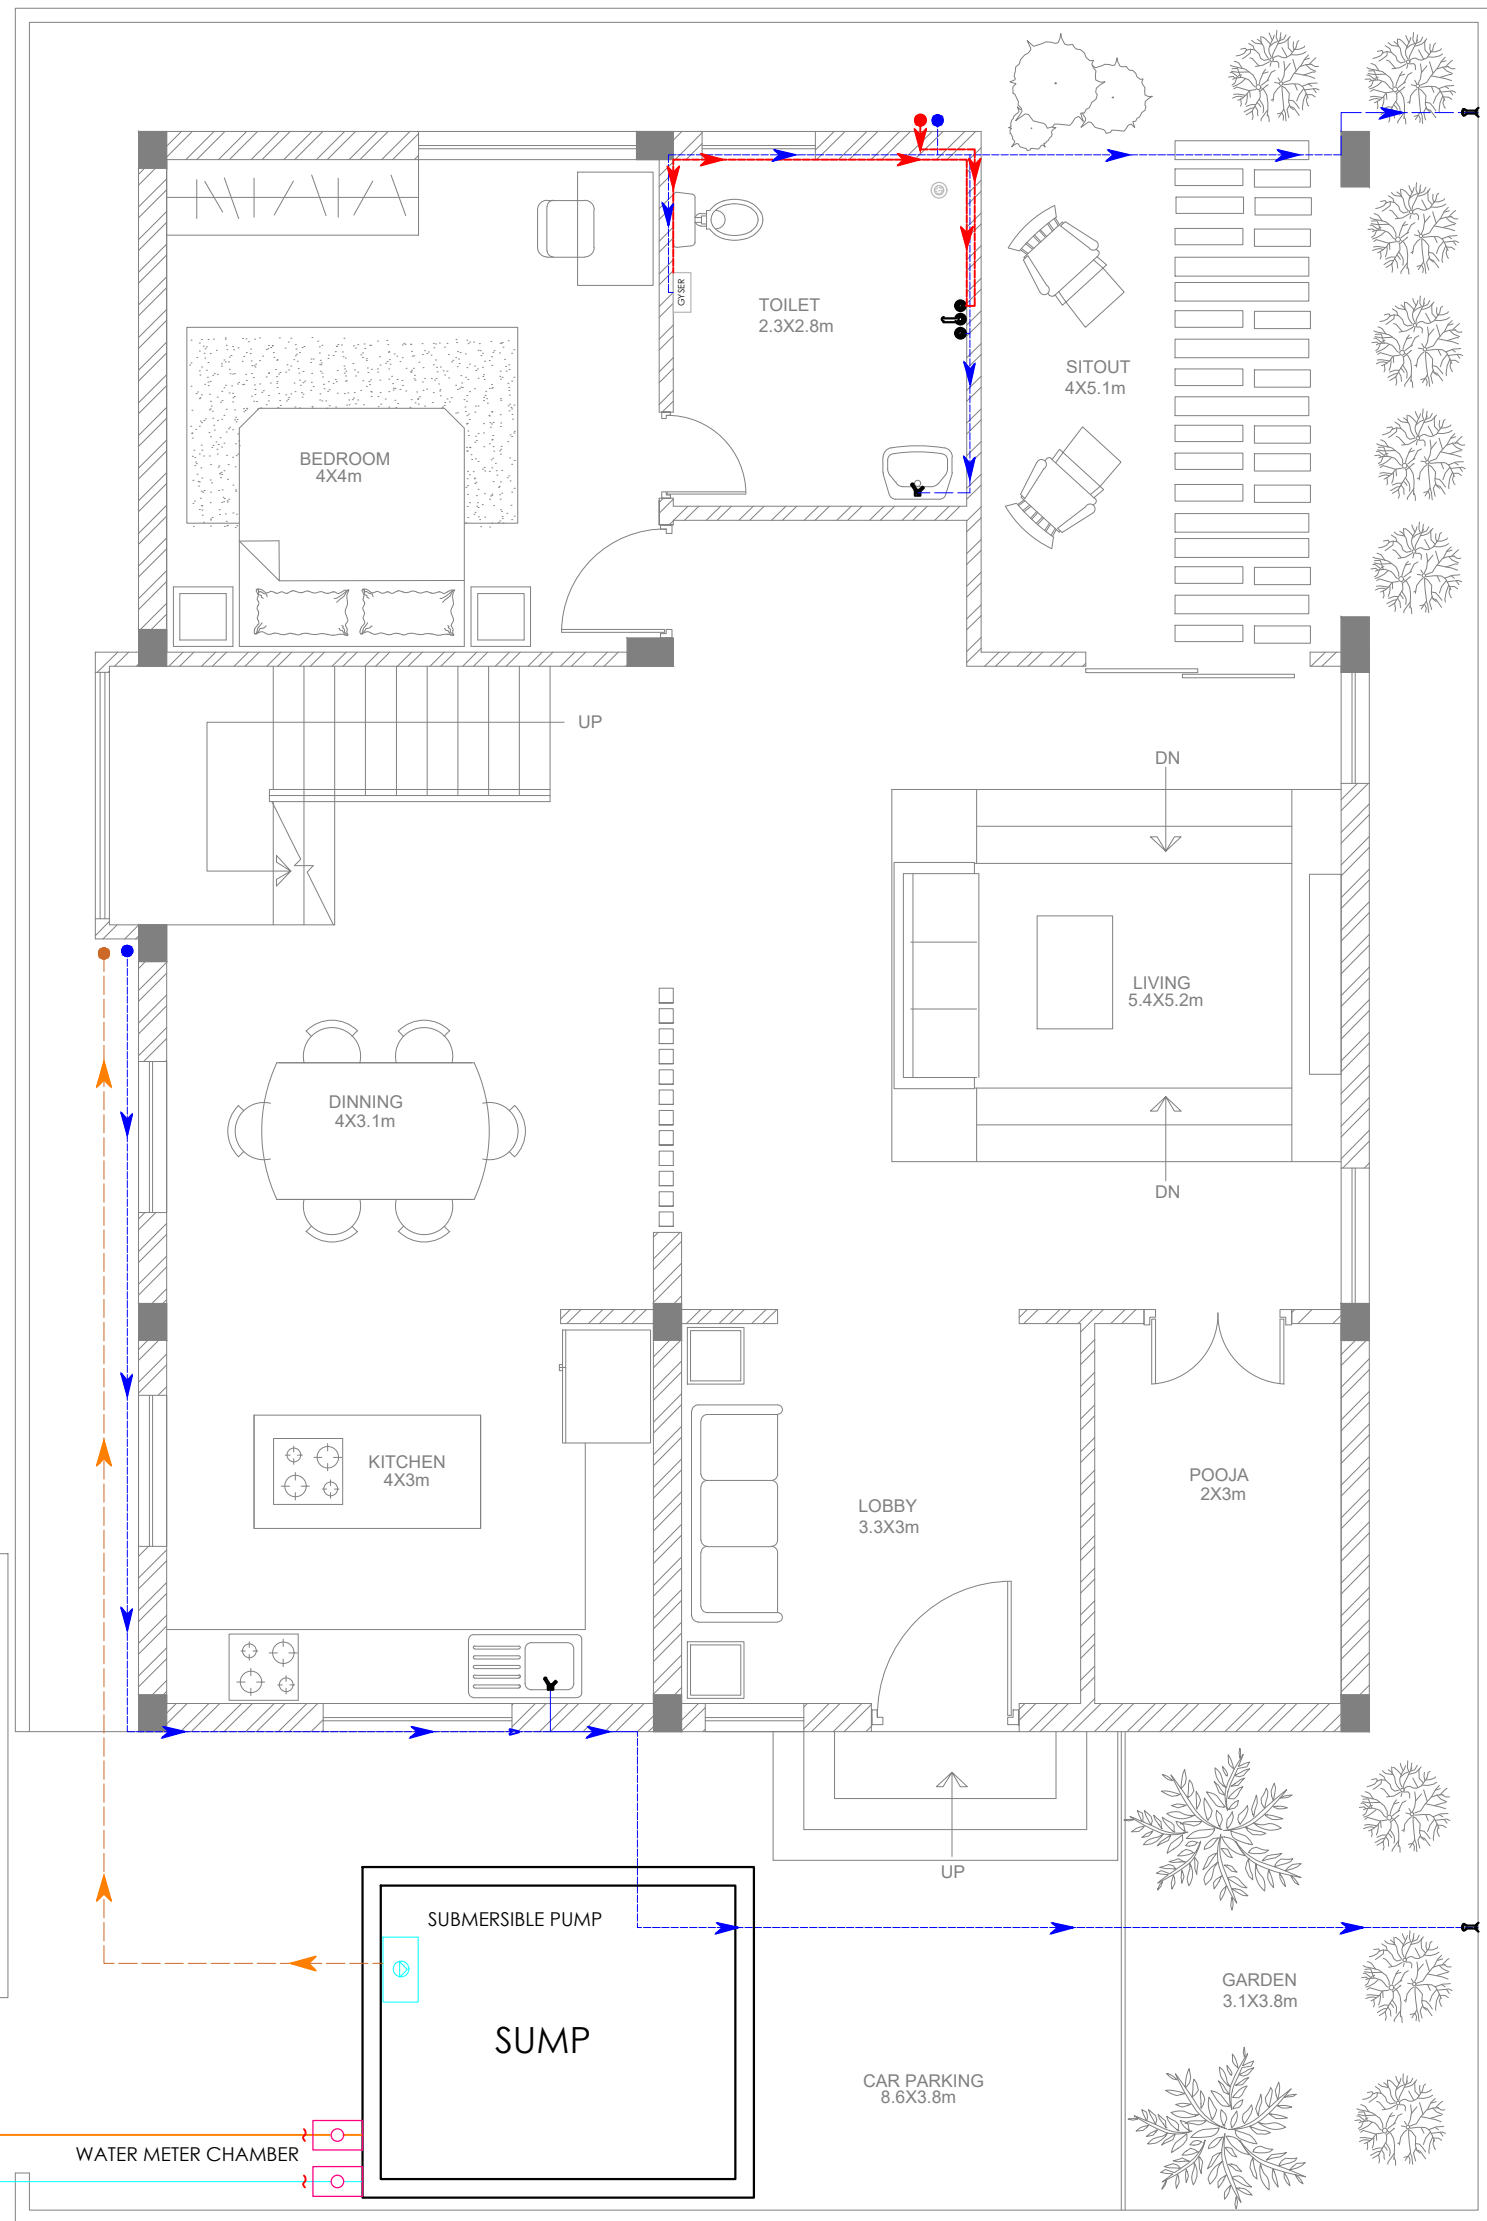 GYSER
TOILET
2.3X2.8m
SITOUT
4X5.1m
BEDROOM
4X4m
UP
DN
LIVING
5.4X5.2m
DINNING
4X3.1m
DN
KITCHEN
4X3m
LOBBY
3.3X3m
POOJA
2X3m
UP
SUBMERSIBLE PUMP
SUMP
GARDEN
3.1X3.8m
CAR PARKING
8.6X3.8m
WATER METER CHAMBER